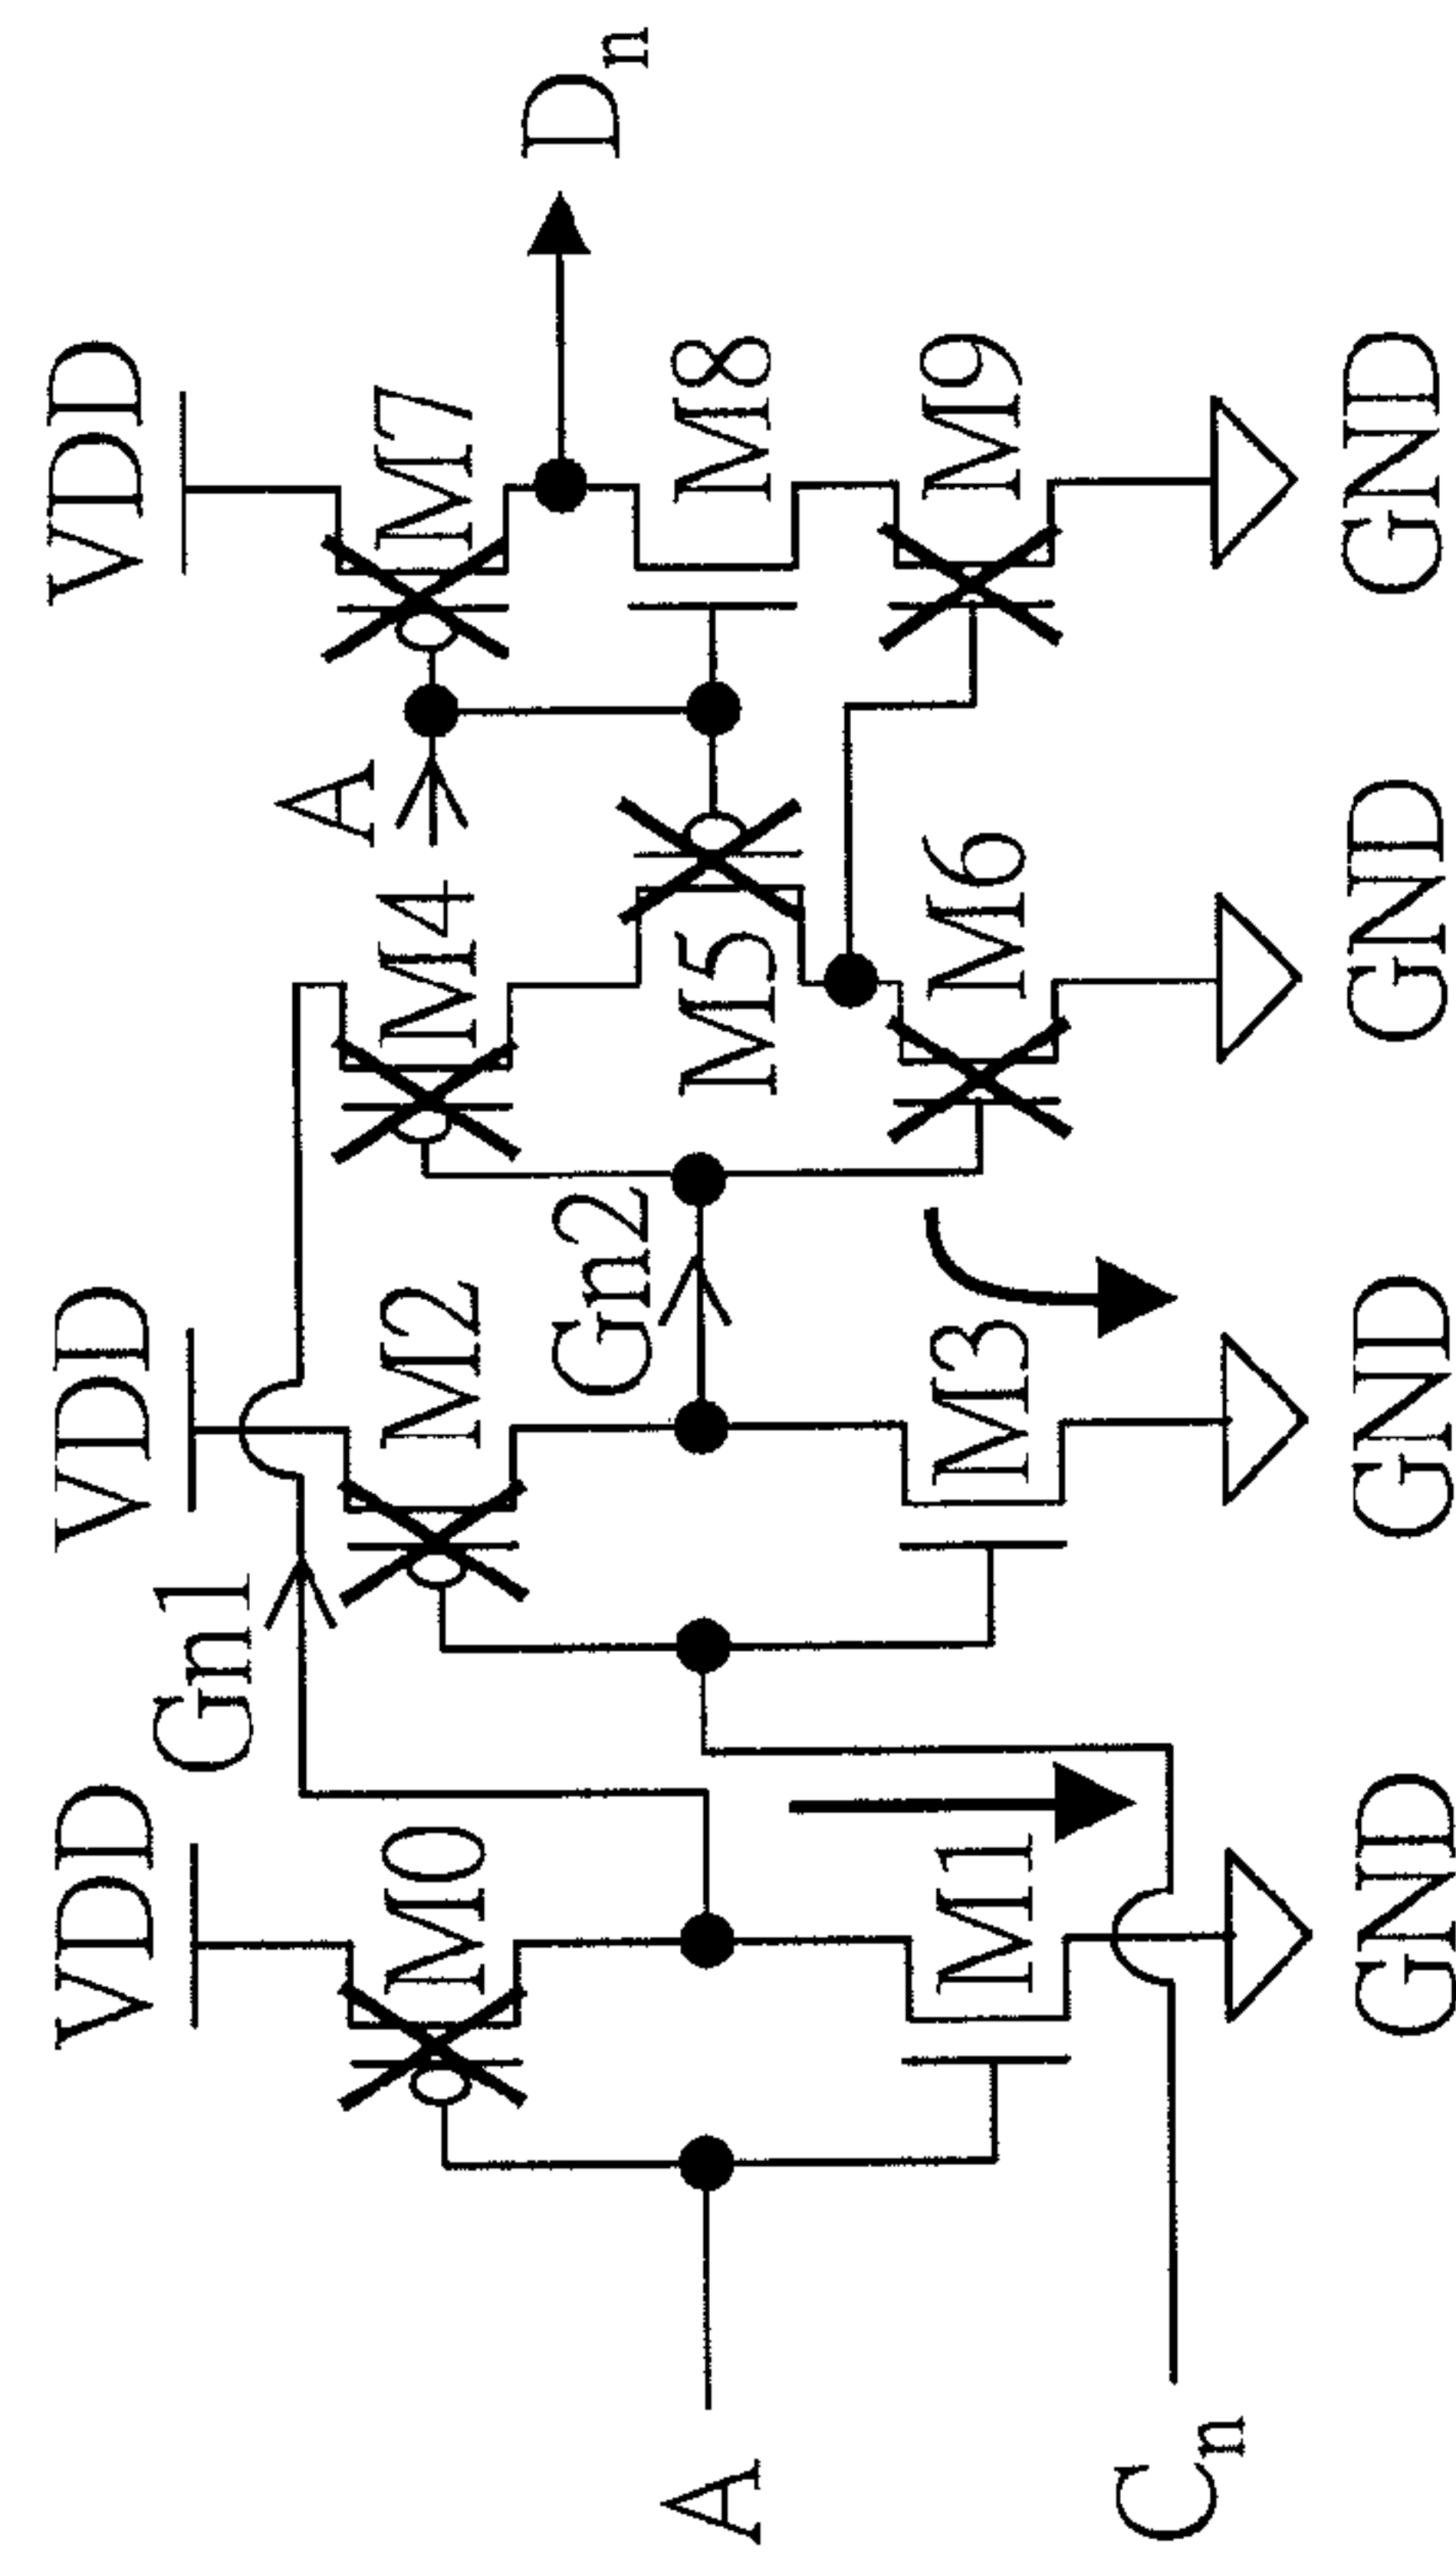 VDD VDD VDD
Gn1
M0 M2 M4 A M7
Dn
A Gn2 M5 M8
M1 M3 M6 M9
Cn
GND GND GND GND